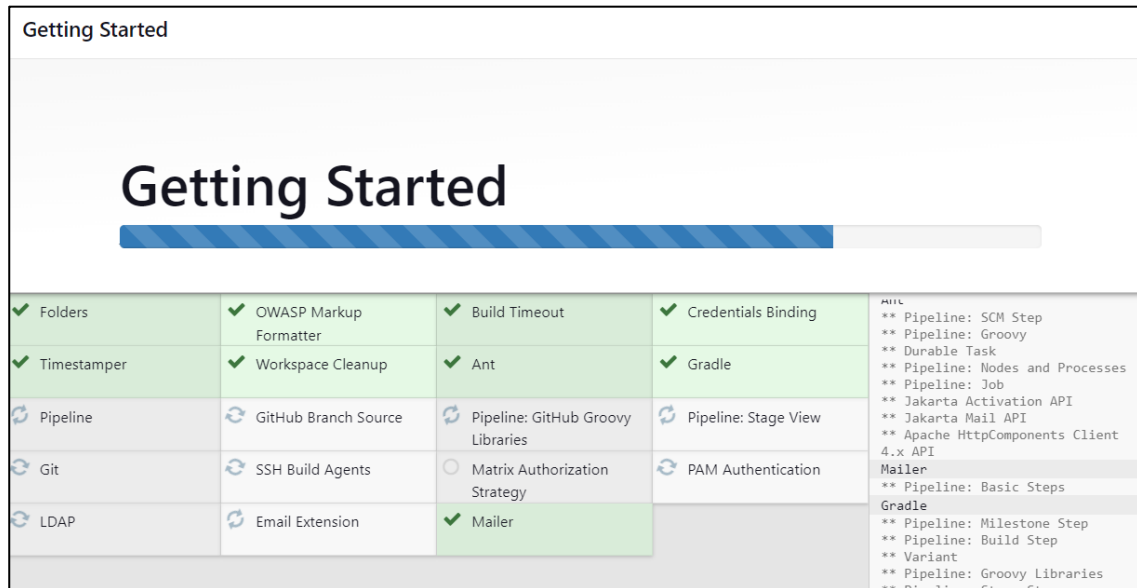 Getting Started
Getting Started
Folders
OWASP Markup
Formatter
Build Timeout
Credentials Binding
Timestamper
Workspace Cleanup
Ant
Gradle
Pipeline
GitHub Branch Source
Pipeline: GitHub Groovy
Libraries
Pipeline: Stage View
Git
SSH Build Agents
Matrix Authorization
Strategy
PAM Authentication
LDAP
Email Extension
Mailer
Ant
** Pipeline: SCM Step
** Pipeline: Groovy
** Durable Task
** Pipeline: Nodes and Processes
** Pipeline: Job
** Jakarta Activation API
** Jakarta Mail API
** Apache HttpComponents Client
4.x API
Mailer
** Pipeline: Basic Steps
Gradle
** Pipeline: Milestone Step
** Pipeline: Build Step
** Variant
** Pipeline: Groovy Libraries